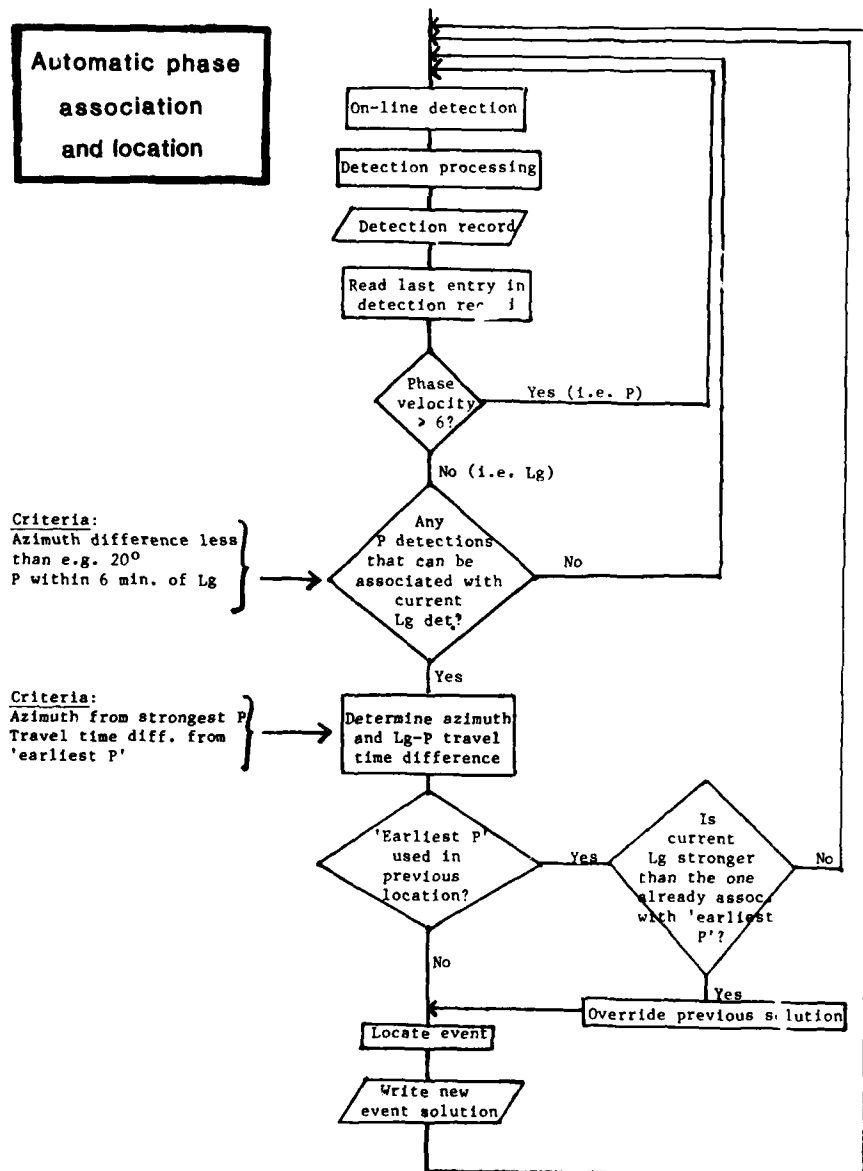 Automatic phase
association
and location
On-line detection
Detection processing
Detection record
Read last entry in
detection
Phase
velocity
> 6?
Yes (i.e. P)
No (i.e. Lg)
Criteria:
Azimuth difference less
than e.g. 20°
P within 6 min. of Lg
Any
P detections
that can be
associated with
current
Lg det.?
No
Yes
Criteria:
Azimuth from strongest P
Travel time diff. from
'earliest P'
Determine azimuth
and Lg-P travel
time difference
'Earliest P'
used in
previous
location?
Yes
Is
current
Lg stronger
than the one
already assoc.
with 'earliest
P'?
No
No
Yes
Override previous solution
Locate event
Write new
event solution